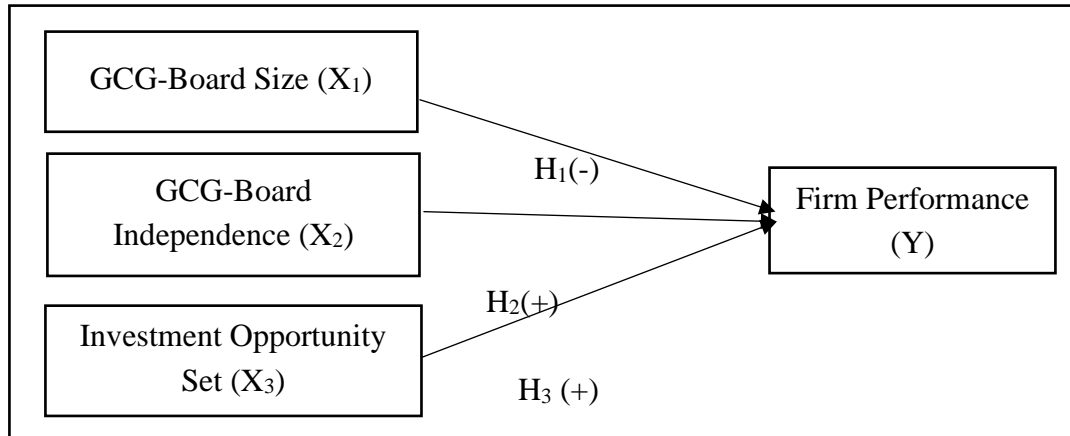 GCG-Board Size (X₁)
H₁(-)
GCG-Board
Independence (X₂)
Firm Performance
(Y)
H₂(+)
Investment Opportunity
Set (X₃)
H₃ (+)